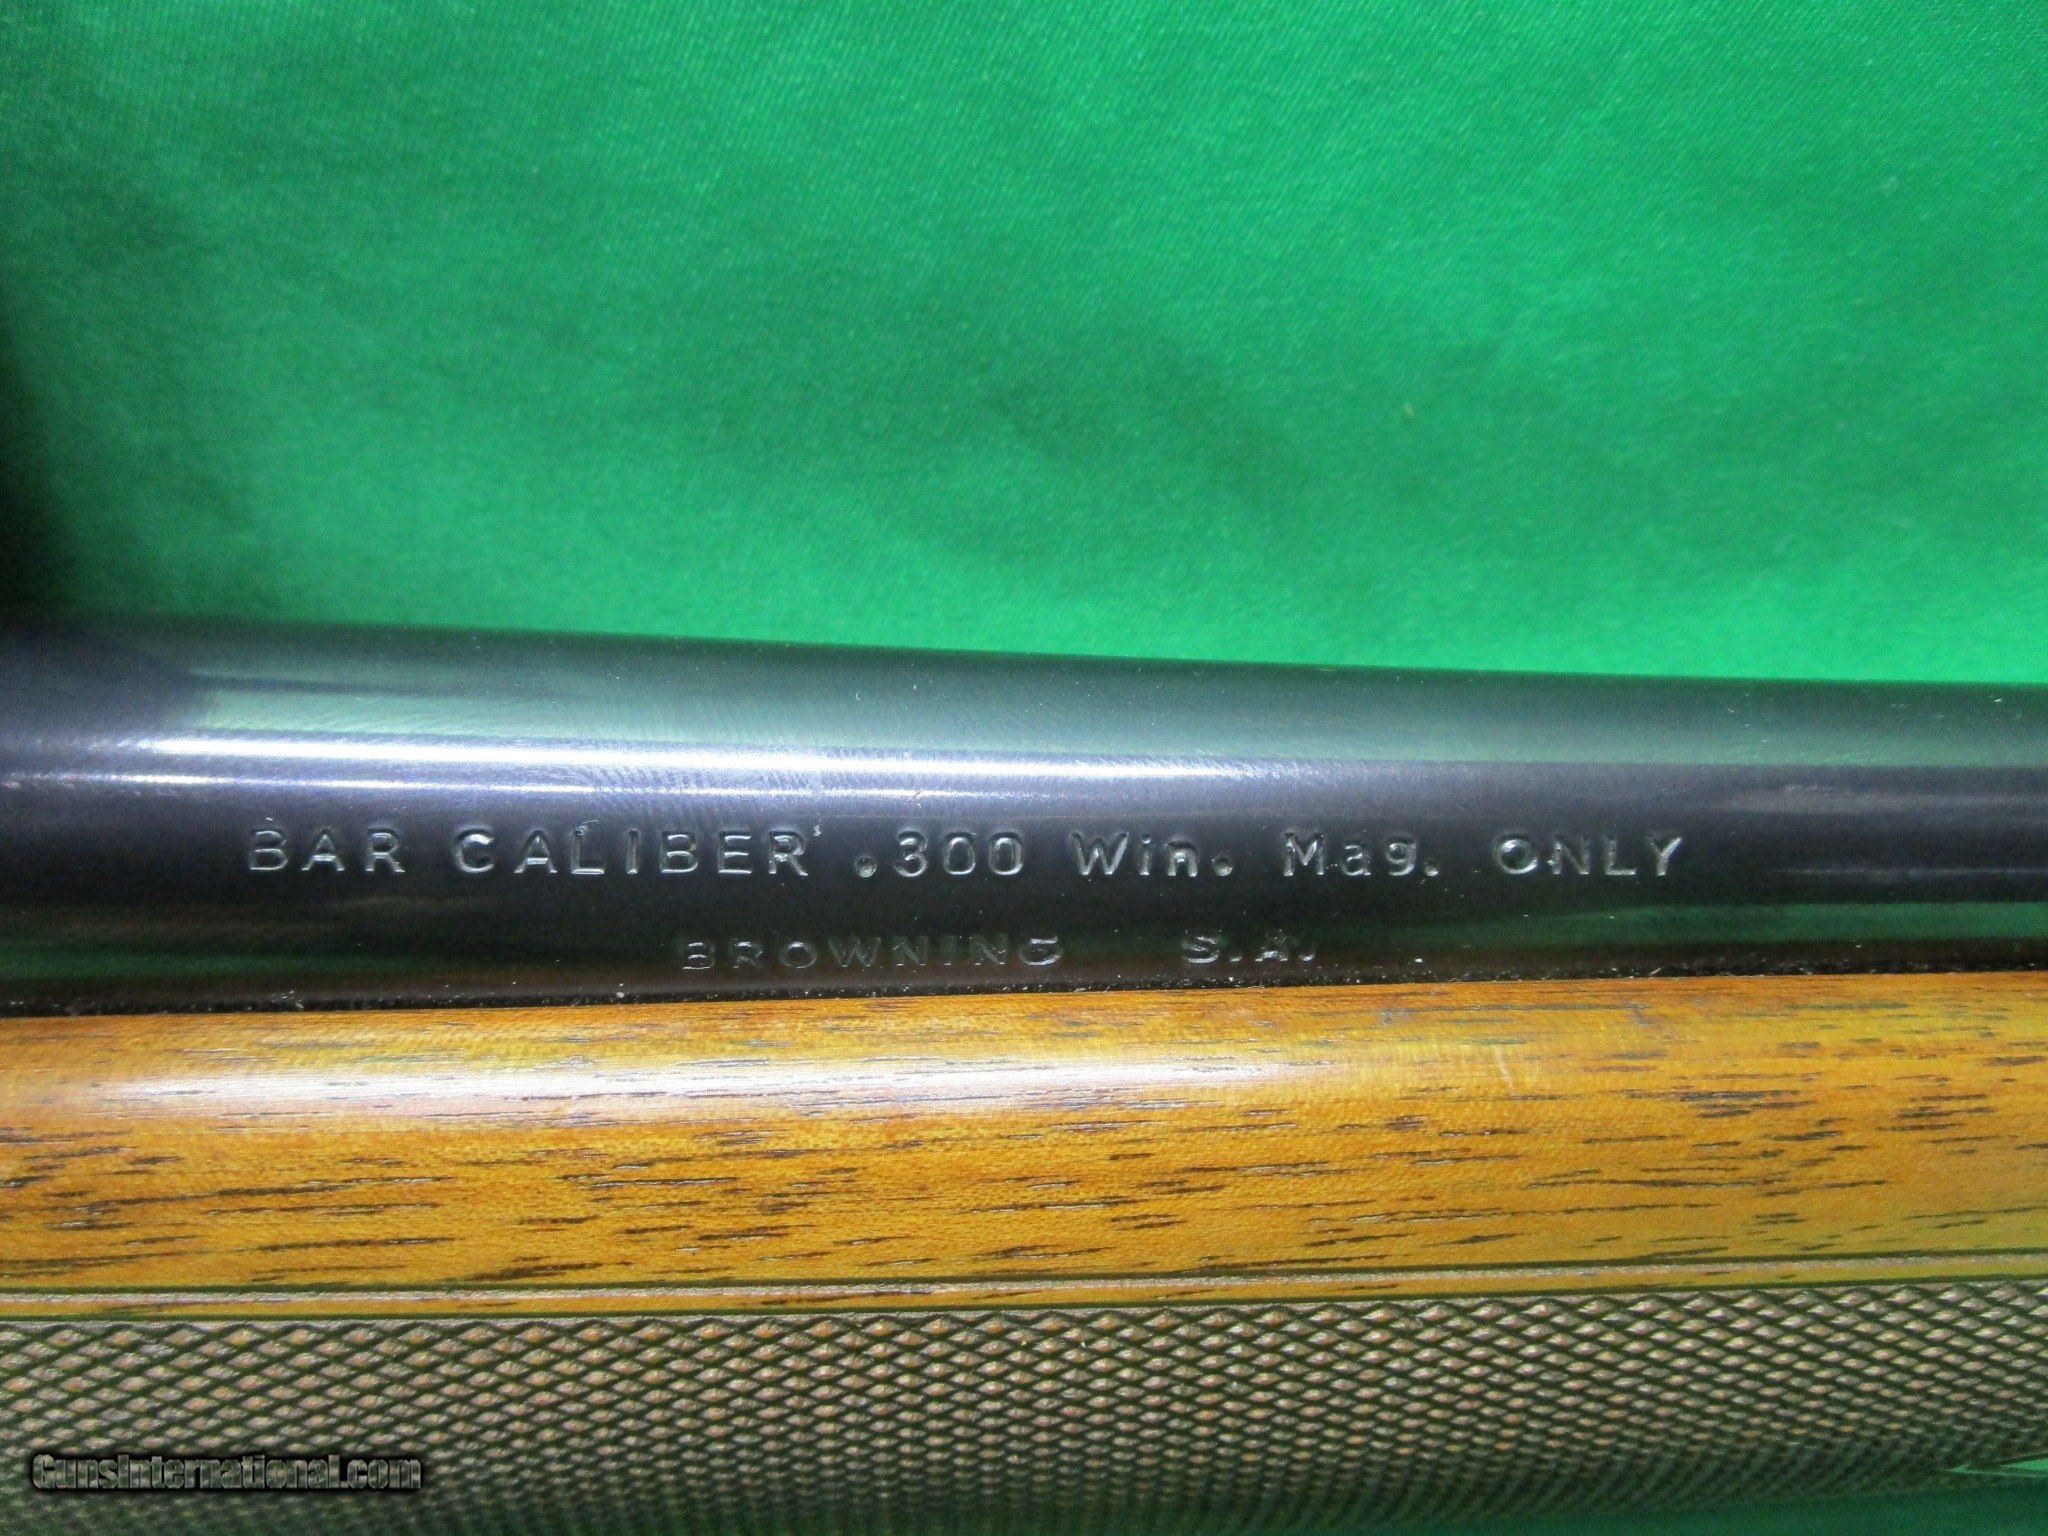 BAR CALIBER .300 Win. Mag. ONLY
BROWNING S.A.
GunsInternational.com